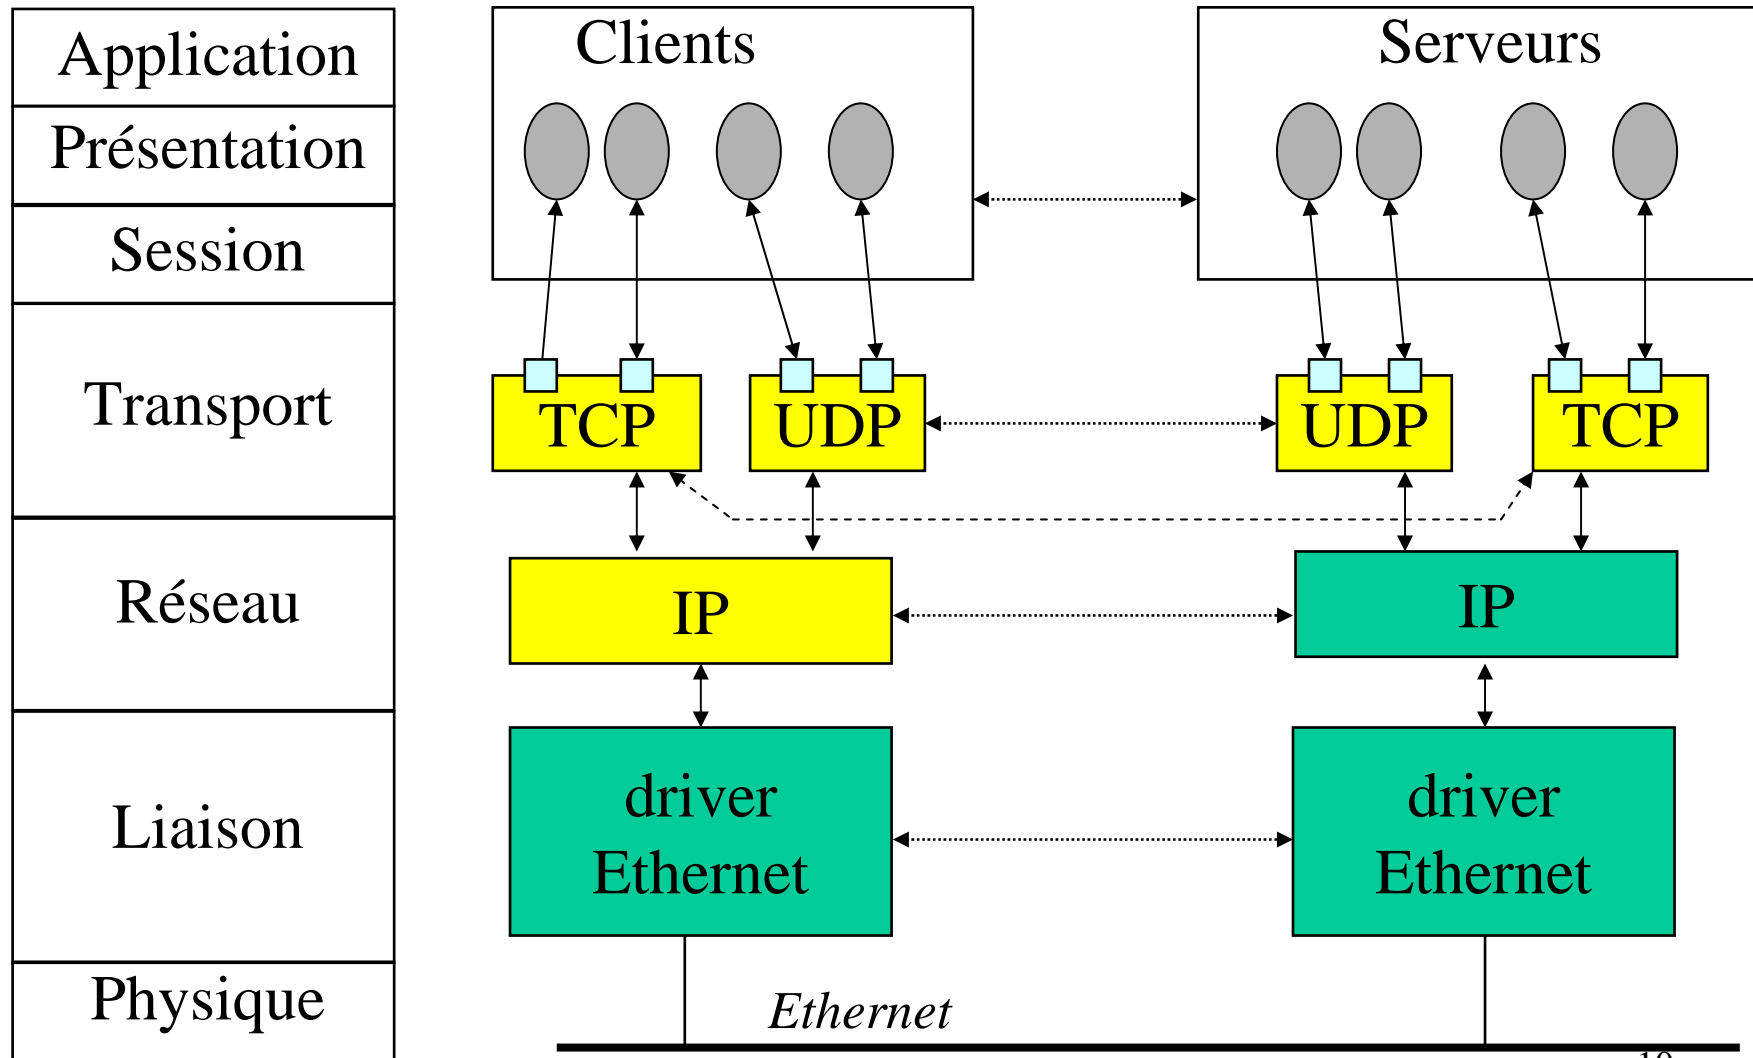 Application
Présentation
Session
Transport
Réseau
Liaison
Physique
Clients
Serveurs
TCP
UDP
UDP
TCP
IP
IP
driver
Ethernet
driver
Ethernet
Ethernet